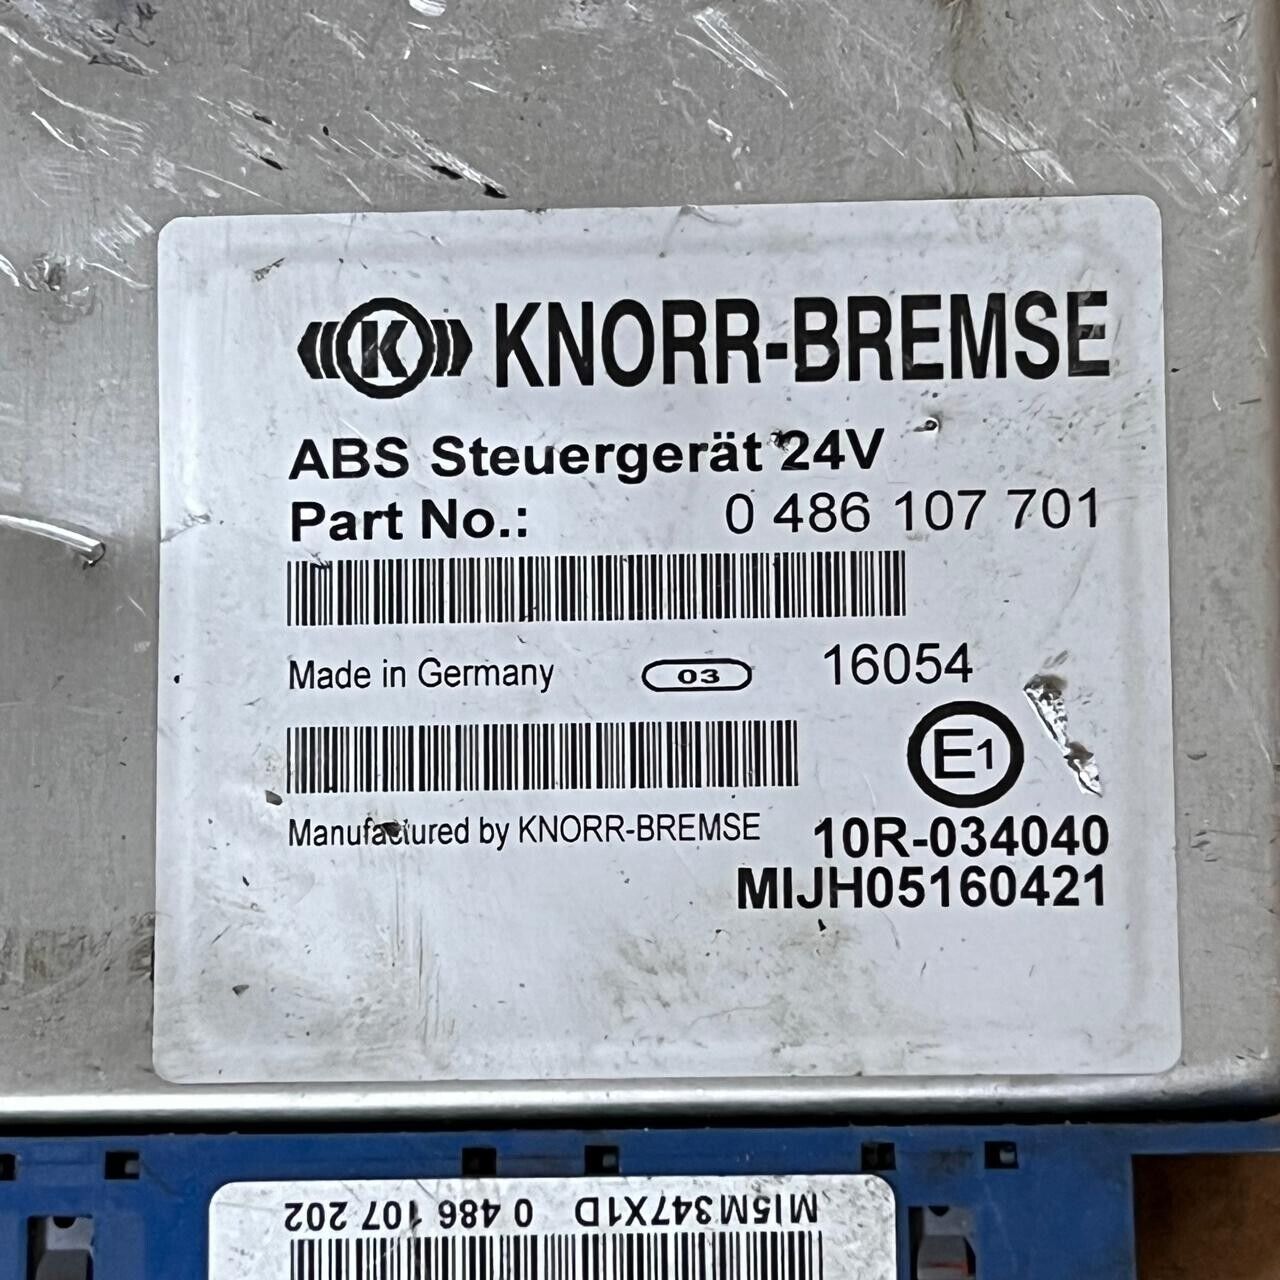 K KNORR-BREMSE
ABS Steuergerät 24V
Part No.: 0 486 107 701
Made in Germany 03 16054
E1
Manufactured by KNORR-BREMSE 10R-034040
MIJH05160421
MI5M347X1D 0 486 107 202